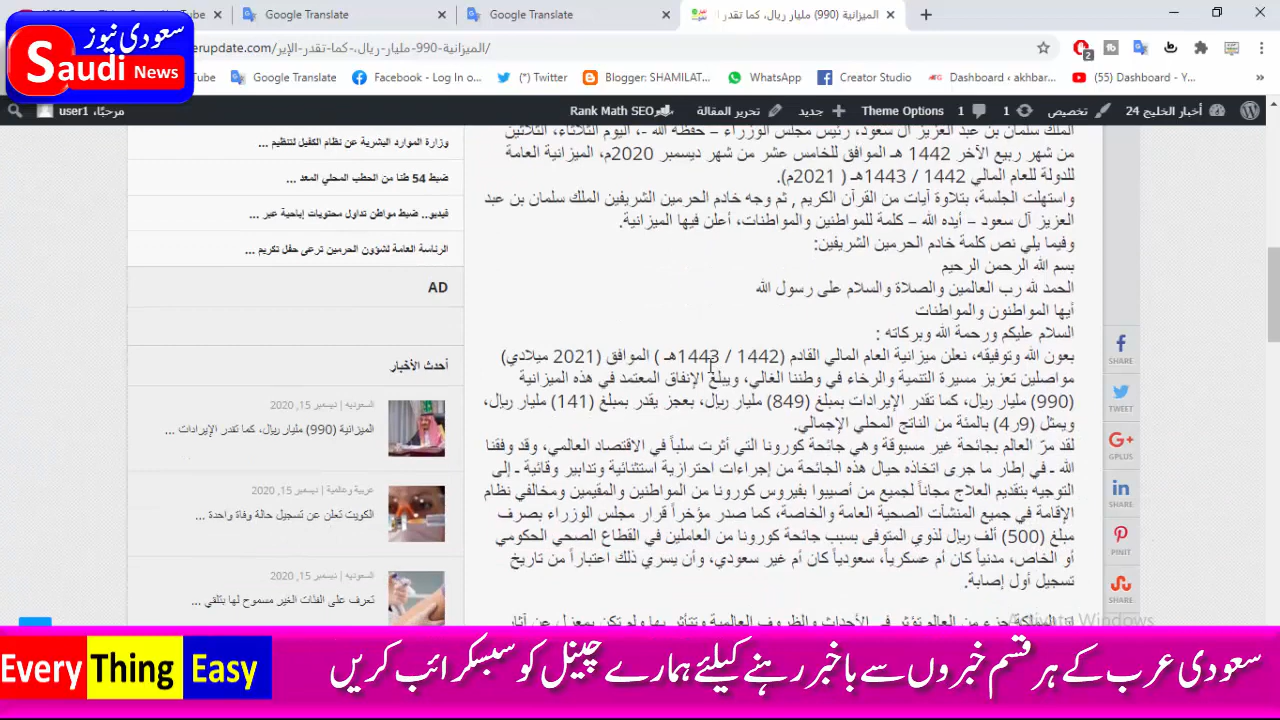 Google Translate
Google Translate
الميزانية (990) مليار ريال، كما تقدر ا
سعودی نیوز
Saudi News
erupdate.com/الميزانية-990-مليار-ريال،-كما-تقدر-الإير/
Google Translate
Facebook - Log In o...
(*) Twitter
Blogger: SHAMILAT...
WhatsApp
Creator Studio
Dashboard ‹ akhbar...
(55) Dashboard - Y...
مرحبًا، user1
Rank Math SEO
تحرير المقالة
جديد
Theme Options
1
1
تخصيص
أخبار الخليج 24
الملك سلمان بن عبد العزيز آل سعود، رئيس مجلس الوزراء – حفظه الله -، اليوم الثلاثاء، الثلاثين
من شهر ربيع الآخر 1442 هـ الموافق للخامس عشر من شهر ديسمبر 2020م، الميزانية العامة
للدولة للعام المالي 1442 / 1443هـ ( 2021م).
واستهلت الجلسة، بتلاوة آيات من القرآن الكريم , ثم وجه خادم الحرمين الشريفين الملك سلمان بن عبد
العزيز آل سعود – أيده الله – كلمة للمواطنين والمواطنات، أعلن فيها الميزانية.
وفيما يلي نص كلمة خادم الحرمين الشريفين:
بسم الله الرحمن الرحيم
الحمد لله رب العالمين والصلاة والسلام على رسول الله
أيها المواطنون والمواطنات
السلام عليكم ورحمة الله وبركاته :
بعون الله وتوفيقه، نعلن ميزانية العام المالي القادم (1442 / 1443هـ ) الموافق (2021 ميلادي)
مواصلين تعزيز مسيرة التنمية والرخاء في وطننا الغالي، ويبلغ الإنفاق المعتمد في هذه الميزانية
(990) مليار ريال، كما تقدر الإيرادات بمبلغ (849) مليار ريال، بعجز يقدر بمبلغ (141) مليار ريال،
ويمثل (9ر4) بالمئة من الناتج المحلي الإجمالي.
لقد مرّ العالم بجائحة غير مسبوقة وهي جائحة كورونا التي أثرت سلباً في الاقتصاد العالمي، وقد وفقنا
الله ـ في إطار ما جرى اتخاذه حيال هذه الجائحة من إجراءات احترازية استثنائية وتدابير وقائية ـ إلى
التوجيه بتقديم العلاج مجاناً لجميع من أصيبوا بفيروس كورونا من المواطنين والمقيمين ومخالفي نظام
الإقامة في جميع المنشآت الصحية العامة والخاصة، كما صدر مؤخراً قرار مجلس الوزراء بصرف
مبلغ (500) ألف ريال لذوي المتوفى بسبب جائحة كورونا من العاملين في القطاع الصحي الحكومي
أو الخاص، مدنياً كان أم عسكرياً، سعودياً كان أم غير سعودي، وأن يسري ذلك اعتباراً من تاريخ
تسجيل أول إصابة.
وزارة الموارد البشرية عن نظام الكفيل لتنظيم ...
ضبط 54 طنا من الحطب المحلي المعد ...
فيديو.. ضبط مواطن تداول محتويات إباحية عبر ...
الرئاسة العامة لشؤون الحرمين ترعى حفل تكريم ...
AD
أحدث الأخبار
السعودية | ديسمبر 15, 2020
الميزانية (990) مليار ريال، كما تقدر الإيرادات ...
عربية وعالمية | ديسمبر 15, 2020
الكويت تعلن عن تسجيل حالة وفاة واحدة ...
السعودية | ديسمبر 15, 2020
تعرف على الفئات الغير مسموح لها بتلقي ...
SHARE
TWEET
GPLUS
SHARE
PINIT
SHARE
Activate Windows
Every Thing Easy
سعودی عرب کے ہر قسم خبروں سے باخبر رہنے کیلئے ہمارے چینل کو سبسکرائب کریں